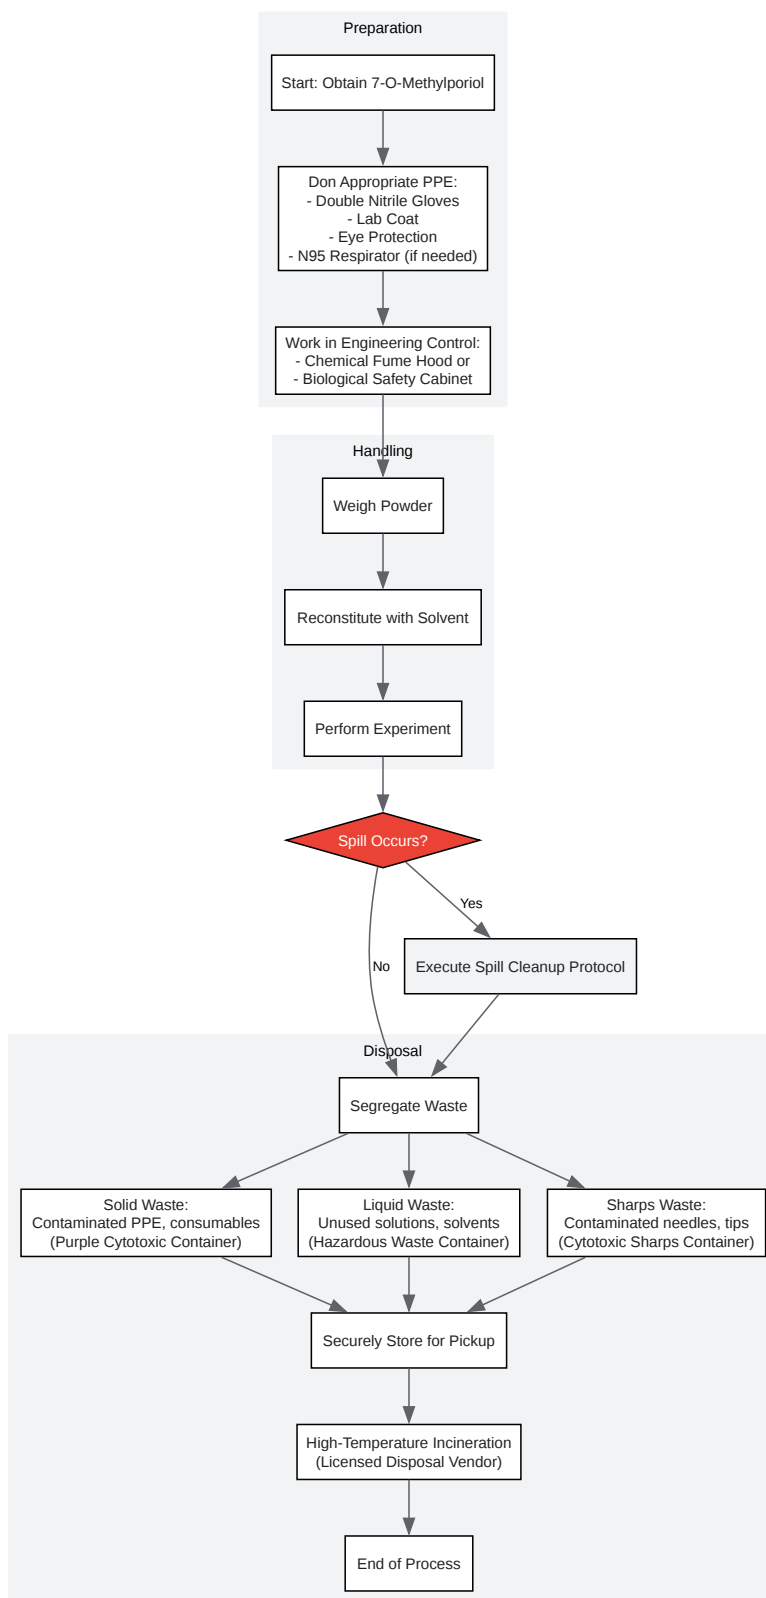 Preparation
Start: Obtain 7-O-Methylporiol
Don Appropriate PPE:
- Double Nitrile Gloves
- Lab Coat
- Eye Protection
- N95 Respirator (if needed)
Work in Engineering Control:
- Chemical Fume Hood or
- Biological Safety Cabinet
Handling
Weigh Powder
Reconstitute with Solvent
Perform Experiment
Spill Occurs?
Yes
No
Execute Spill Cleanup Protocol
Disposal
Segregate Waste
Solid Waste:
Contaminated PPE, consumables
(Purple Cytotoxic Container)
Liquid Waste:
Unused solutions, solvents
(Hazardous Waste Container)
Sharps Waste:
Contaminated needles, tips
(Cytotoxic Sharps Container)
Securely Store for Pickup
High-Temperature Incineration
(Licensed Disposal Vendor)
End of Process